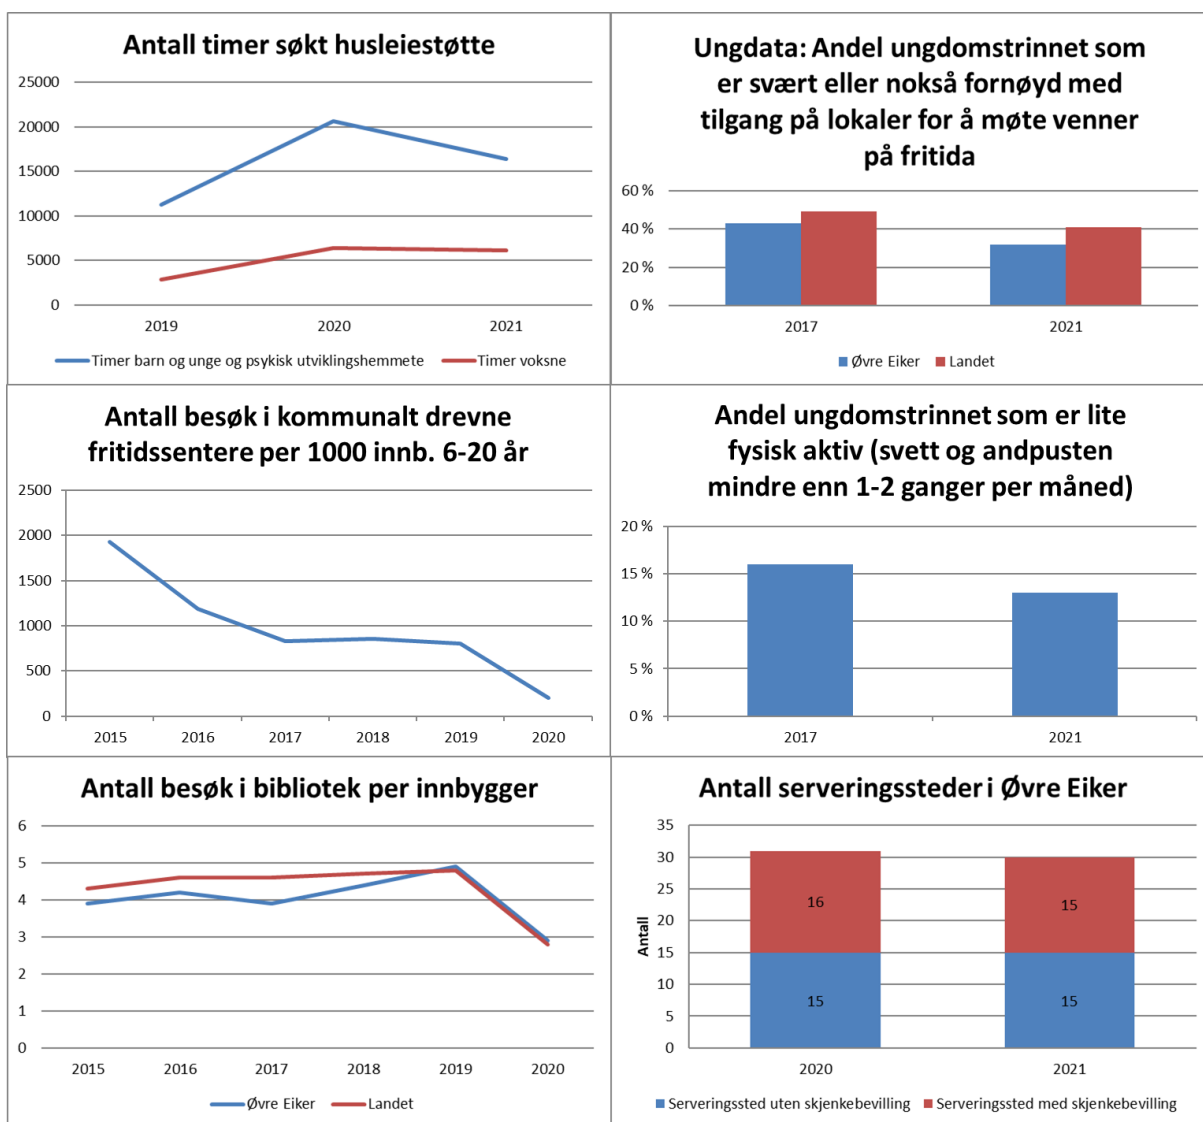 Antall timer søkt husleiestøtte
25000
20000
15000
10000
5000
0
2019 2020 2021
Timer barn og unge og psykisk utviklingshemmete Timer voksne
Ungdata: Andel ungdomstrinnet som
er svært eller nokså fornøyd med
tilgang på lokaler for å møte venner
på fritida
60 %
40 %
20 %
0 %
2017 2021
Øvre Eiker Landet
Antall besøk i kommunalt drevne
fritidssentere per 1000 innb. 6-20 år
2500
2000
1500
1000
500
0
2015 2016 2017 2018 2019 2020
Andel ungdomstrinnet som er lite
fysisk aktiv (svett og andpusten
mindre enn 1-2 ganger per måned)
20 %
15 %
10 %
5 %
0 %
2017 2021
Antall besøk i bibliotek per innbygger
6
5
4
3
2
1
0
2015 2016 2017 2018 2019 2020
Øvre Eiker Landet
Antall serveringssteder i Øvre Eiker
Antall
35
30
25
20
15
10
5
0
16 15
15 15
2020 2021
Serveringssted uten skjenkebevilling Serveringssted med skjenkebevilling